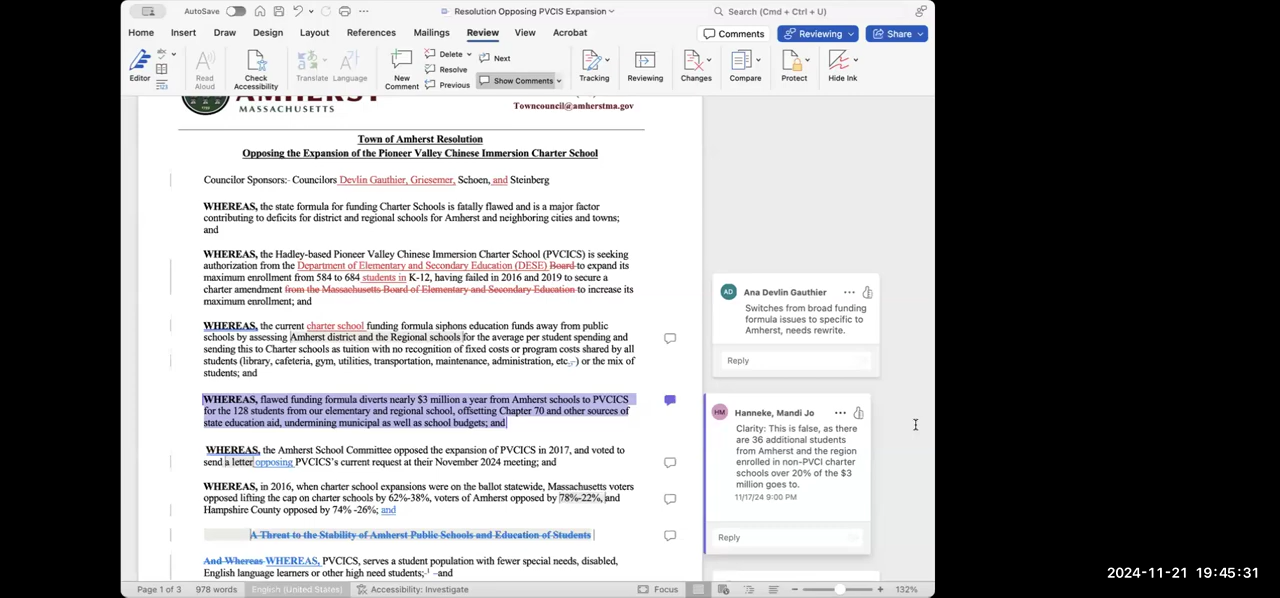 AutoSave
Resolution Opposing PVCIS Expansion
Search (Cmd + Ctrl + U)
Home Insert Draw Design Layout References Mailings Review View Acrobat
Comments Reviewing Share
Editor
Read Aloud
Check Accessibility
Translate Language
New Comment
Delete
Resolve
Previous
Next
Show Comments
Tracking
Reviewing
Changes
Compare
Protect
Hide Ink
AMHERST
MASSACHUSETTS
Towncouncil@amherstma.gov
Town of Amherst Resolution
Opposing the Expansion of the Pioneer Valley Chinese Immersion Charter School
Councilor Sponsors: Councilors Devlin Gauthier, Griesemer, Schoen, and Steinberg
WHEREAS, the state formula for funding Charter Schools is fatally flawed and is a major factor
contributing to deficits for district and regional schools for Amherst and neighboring cities and towns;
and
WHEREAS, the Hadley-based Pioneer Valley Chinese Immersion Charter School (PVCICS) is seeking
authorization from the Department of Elementary and Secondary Education (DESE) Board to expand its
maximum enrollment from 584 to 684 students in K-12, having failed in 2016 and 2019 to secure a
charter amendment from the Massachusetts Board of Elementary and Secondary Education to increase its
maximum enrollment; and
WHEREAS, the current charter school funding formula siphons education funds away from public
schools by assessing Amherst district and the Regional schools for the average per student spending and
sending this to Charter schools as tuition with no recognition of fixed costs or program costs shared by all
students (library, cafeteria, gym, utilities, transportation, maintenance, administration, etc.,) or the mix of
students; and
WHEREAS, flawed funding formula diverts nearly $3 million a year from Amherst schools to PVCICS
for the 128 students from our elementary and regional school, offsetting Chapter 70 and other sources of
state education aid, undermining municipal as well as school budgets; and
WHEREAS, the Amherst School Committee opposed the expansion of PVCICS in 2017, and voted to
send a letter opposing PVCICS's current request at their November 2024 meeting; and
WHEREAS, in 2016, when charter school expansions were on the ballot statewide, Massachusetts voters
opposed lifting the cap on charter schools by 62%-38%, voters of Amherst opposed by 78%-22%, and
Hampshire County opposed by 74% -26%; and
A Threat to the Stability of Amherst Public Schools and Education of Students
And Whereas WHEREAS, PVCICS, serves a student population with fewer special needs, disabled,
English language learners or other high need students; 1 and
AD Ana Devlin Gauthier
Switches from broad funding
formula issues to specific to
Amherst, needs rewrite.
Reply
HM Hanneke, Mandi Jo
Clarity: This is false, as there
are 36 additional students
from Amherst and the region
enrolled in non-PVCI charter
schools over 20% of the $3
million goes to.
11/17/24 9:00 PM
Reply
Page 1 of 3 978 words English (United States) Accessibility: Investigate Focus 132%
2024-11-21 19:45:31